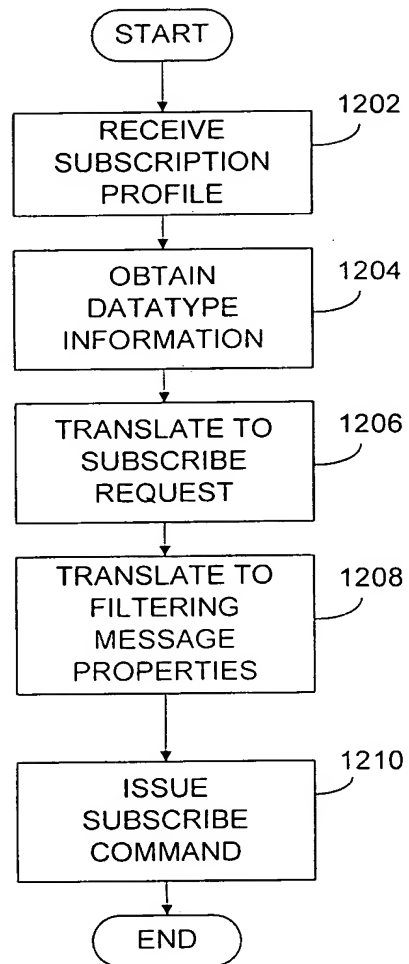 START
1202
RECEIVE
SUBSCRIPTION
PROFILE
1204
OBTAIN
DATATYPE
INFORMATION
1206
TRANSLATE TO
SUBSCRIBE
REQUEST
1208
TRANSLATE TO
FILTERING
MESSAGE
PROPERTIES
1210
ISSUE
SUBSCRIBE
COMMAND
END